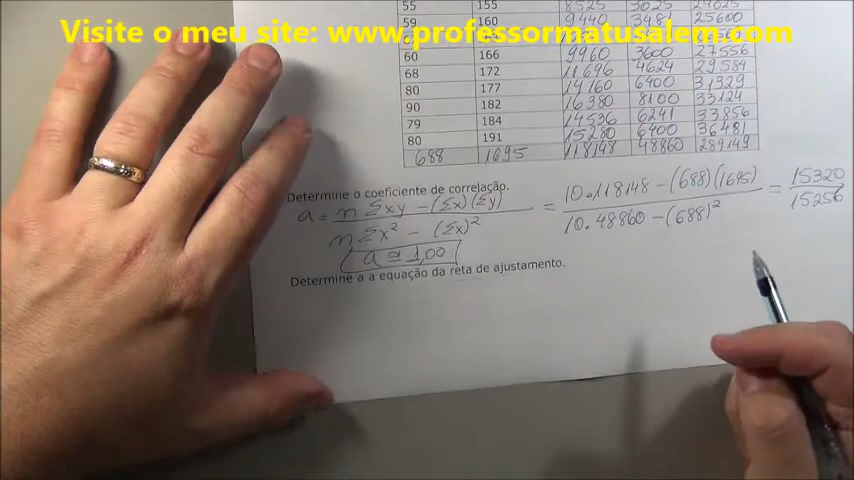 55 155 8525 3025 24025
Visite o meu site: www.professormatusalem.com
59 160 9440 3481 25600
60 166 9960 3600 27556
68 172 11696 4624 29584
80 177 14160 6400 31329
90 182 16380 8100 33124
79 184 14536 6241 33856
80 191 15280 6400 36481
688 1695 118148 48860 289149
Determine o coeficiente de correlação.
a = n Σxy - (Σx)(Σy) / n Σx² - (Σx)² = 10.118148 - (688)(1695) / 10.48860 - (688)² = 15320 / 15256
a ≅ 1,00
Determine a a equação da reta de ajustamento.